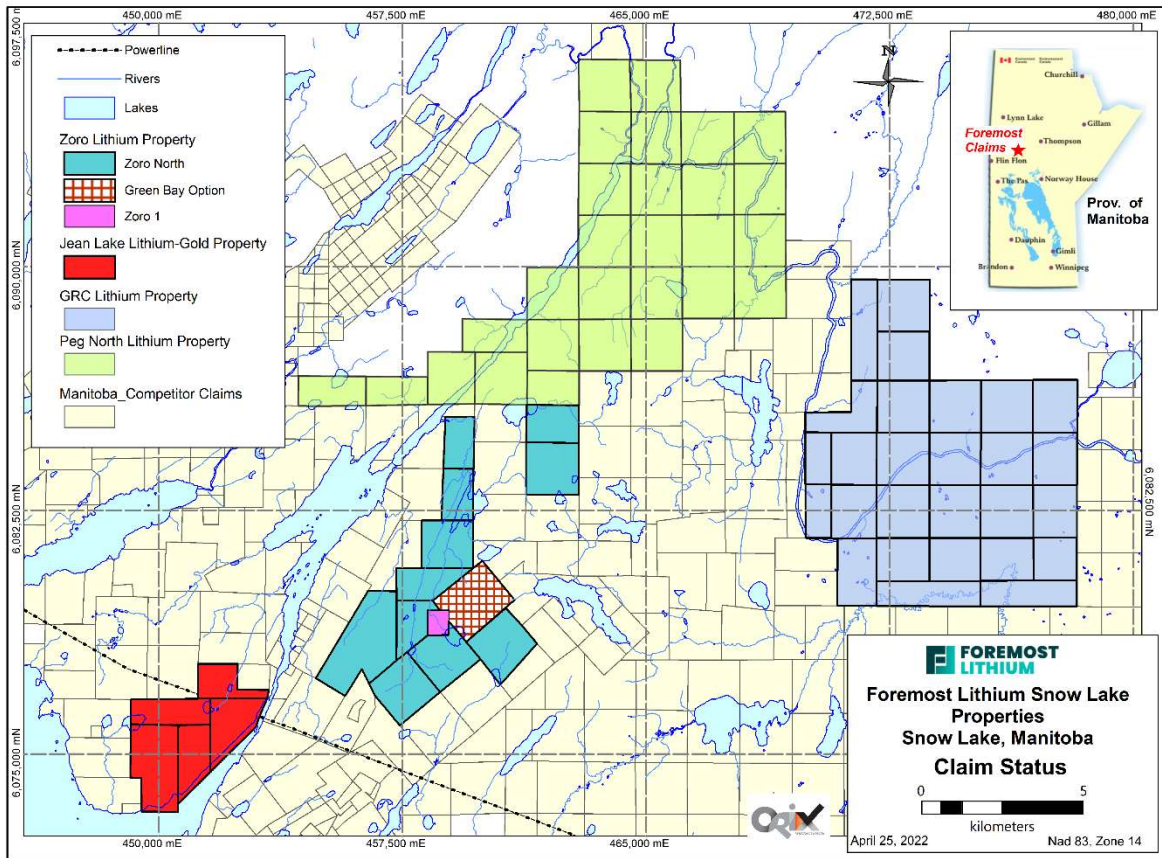 450,000 mE
457,500 mE
465,000 mE
472,500 mE
480,000 mE
6,097,500 m
6,090,000 mN
6,082,500 mN
6,075,000 mN
6,082,500 mN
Powerline
Rivers
Lakes
Zoro Lithium Property
Zoro North
Green Bay Option
Zoro 1
Jean Lake Lithium-Gold Property
GRC Lithium Property
Peg North Lithium Property
Manitoba_Competitor Claims
N
Churchill
Lynn Lake
Gillam
Foremost
Claims
Thompson
Flin Flon
The Pas
Norway House
Prov. of
Manitoba
Dauphin
Gimli
Brandon
Winnipeg
FOREMOST
LITHIUM
Foremost Lithium Snow Lake
Properties
Snow Lake, Manitoba
Claim Status
0 5
kilometers
April 25, 2022
Nad 83, Zone 14
Orix
450,000 mE
457,500 mE
465,000 mE